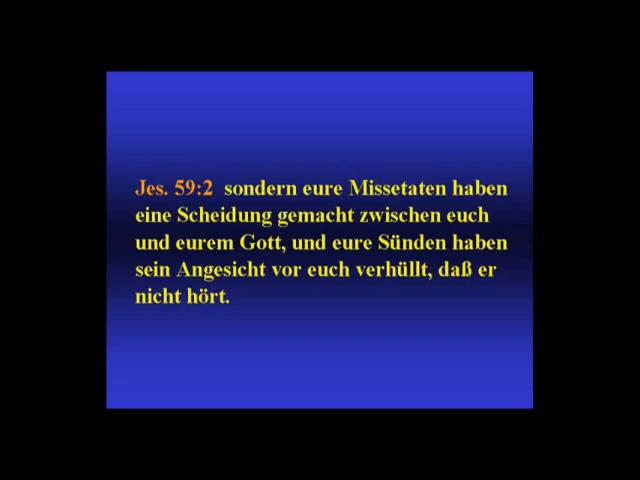 Jes. 59:2 sondern eure Missetaten haben
eine Scheidung gemacht zwischen euch
und eurem Gott, und eure Sünden haben
sein Angesicht vor euch verhüllt, daß er
nicht hört.